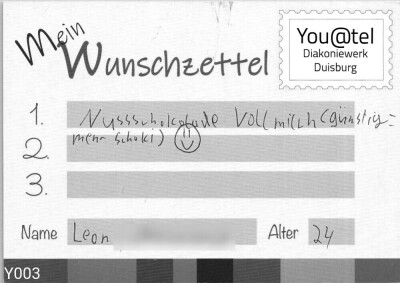 Mein
Wunschzettel
You@tel
Diakoniewerk
Duisburg
1. Nussschokolade Vollmilch (günstig =
2. mehr Schoki) ☺
3.
Name Leon
Alter 24
Y003